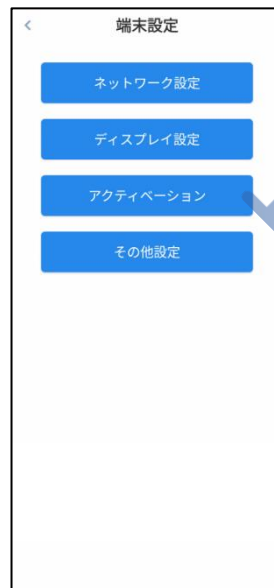 端末設定
ネットワーク設定
ディスプレイ設定
アクティベーション
その他設定